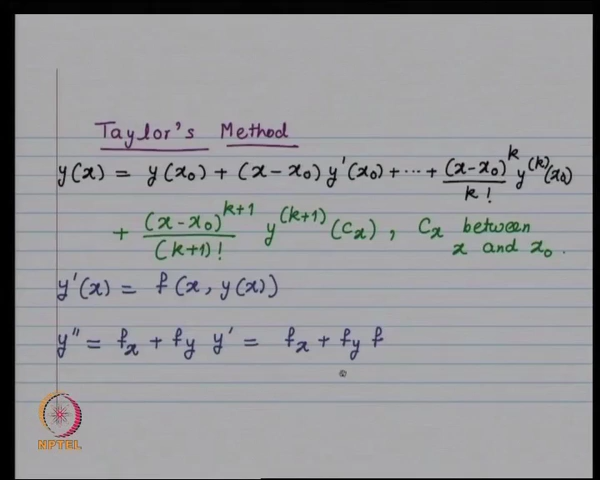 Taylor's Method
y(x) = y(x₀) + (x-x₀) y'(x₀) + ··· + (x-x₀)^k/k! y^(k)(x₀)
+ (x-x₀)^(k+1)/(k+1)! y^(k+1)(cₓ), cₓ between x and x₀.
y'(x) = f(x, y(x))
y'' = fₓ + f_y y' = fₓ + f_y f
NPTEL